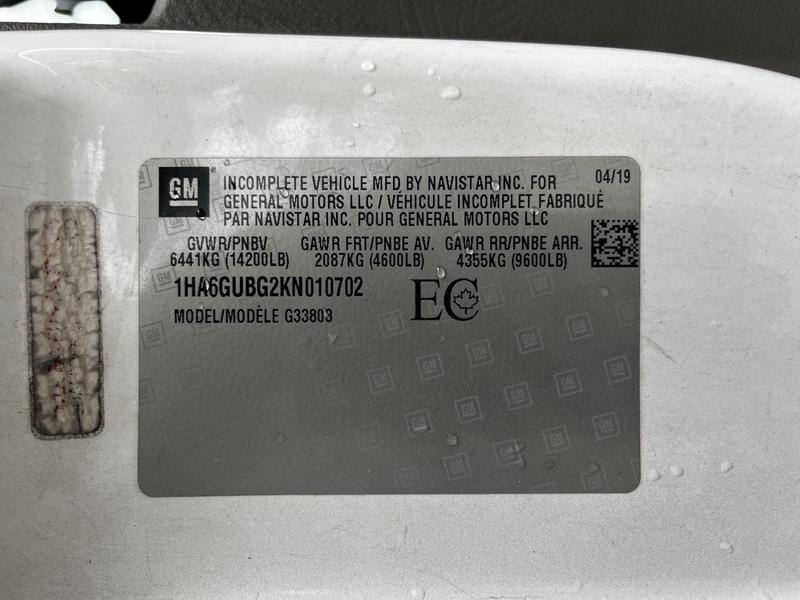 GM
INCOMPLETE VEHICLE MFD BY NAVISTAR INC. FOR
GENERAL MOTORS LLC / VÉHICULE INCOMPLET FABRIQUÉ
PAR NAVISTAR INC. POUR GENERAL MOTORS LLC
04/19
GVWR/PNBV GAWR FRT/PNBE AV. GAWR RR/PNBE ARR.
6441KG (14200LB) 2087KG (4600LB) 4355KG (9600LB)
1HA6GUBG2KN010702
MODEL/MODÈLE G33803
EC